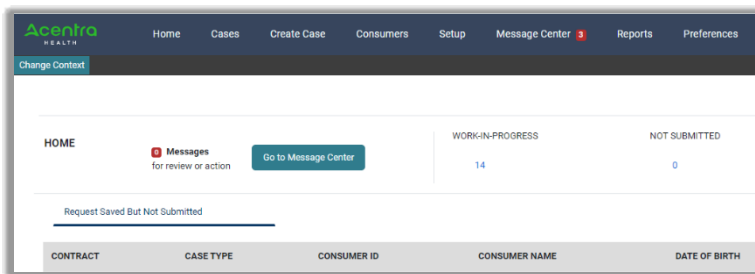 Acentra
HEALTH
Home Cases Create Case Consumers Setup Message Center 3 Reports Preferences
Change Context
HOME
0 Messages
for review or action
Go to Message Center
WORK-IN-PROGRESS
14
NOT SUBMITTED
0
Request Saved But Not Submitted
CONTRACT CASE TYPE CONSUMER ID CONSUMER NAME DATE OF BIRTH